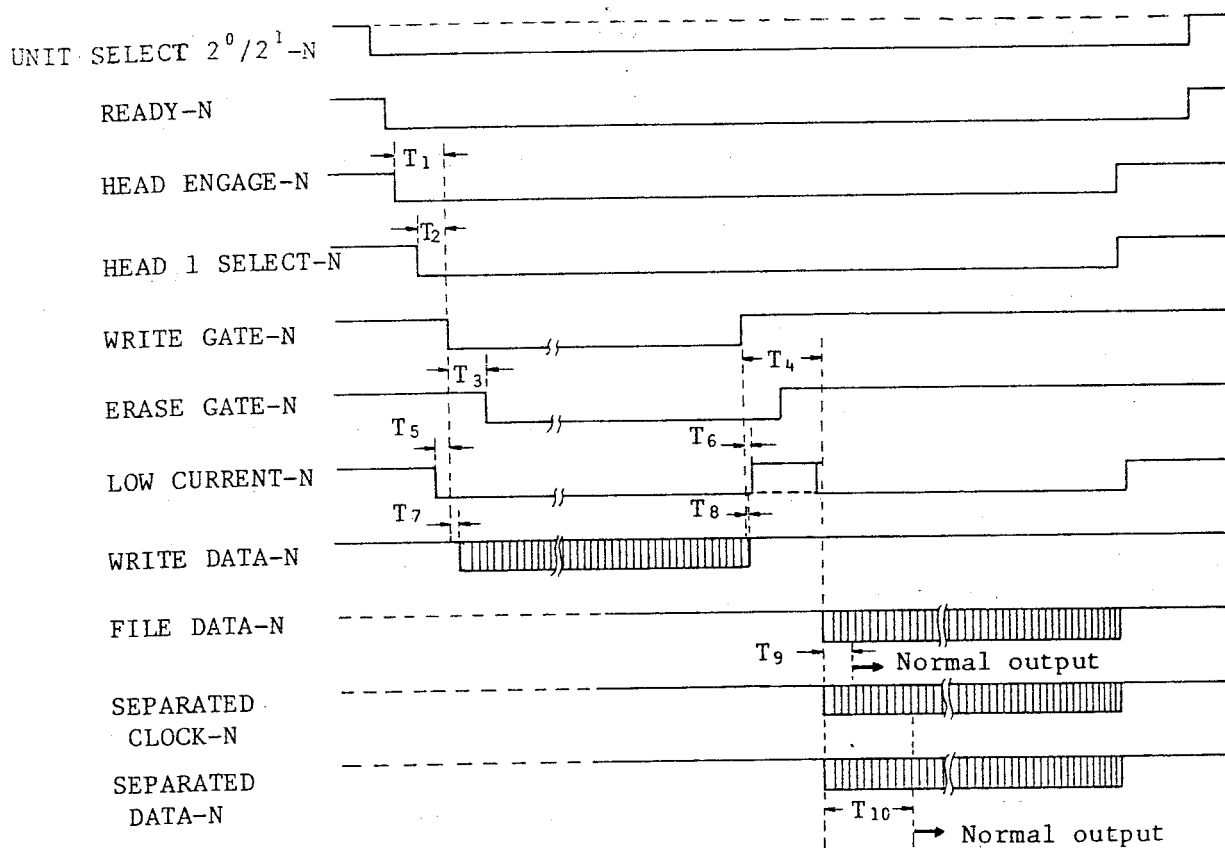 UNIT SELECT 2⁰/2¹-N
READY-N
T₁
HEAD ENGAGE-N
T₂
HEAD 1 SELECT-N
WRITE GATE-N
T₃
T₄
ERASE GATE-N
T₅
T₆
LOW CURRENT-N
T₇
T₈
WRITE DATA-N
FILE DATA-N
T₉
Normal output
SEPARATED
CLOCK-N
SEPARATED
DATA-N
T₁₀
Normal output